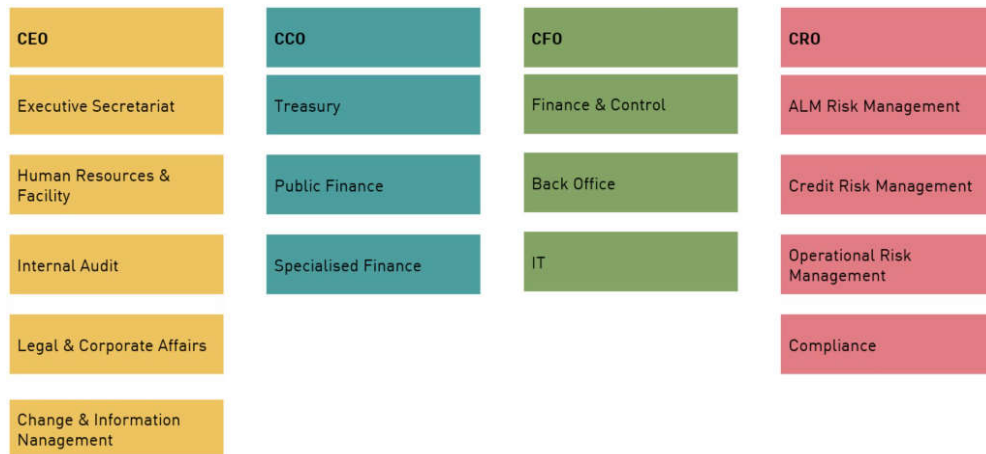 CEO
Executive Secretariat
Human Resources &
Facility
Internal Audit
Legal & Corporate Affairs
Change & Information
Nanagement
CCO
Treasury
Public Finance
Specialised Finance
CFO
Finance & Control
Back Office
IT
CRO
ALM Risk Management
Credit Risk Management
Operational Risk
Management
Compliance